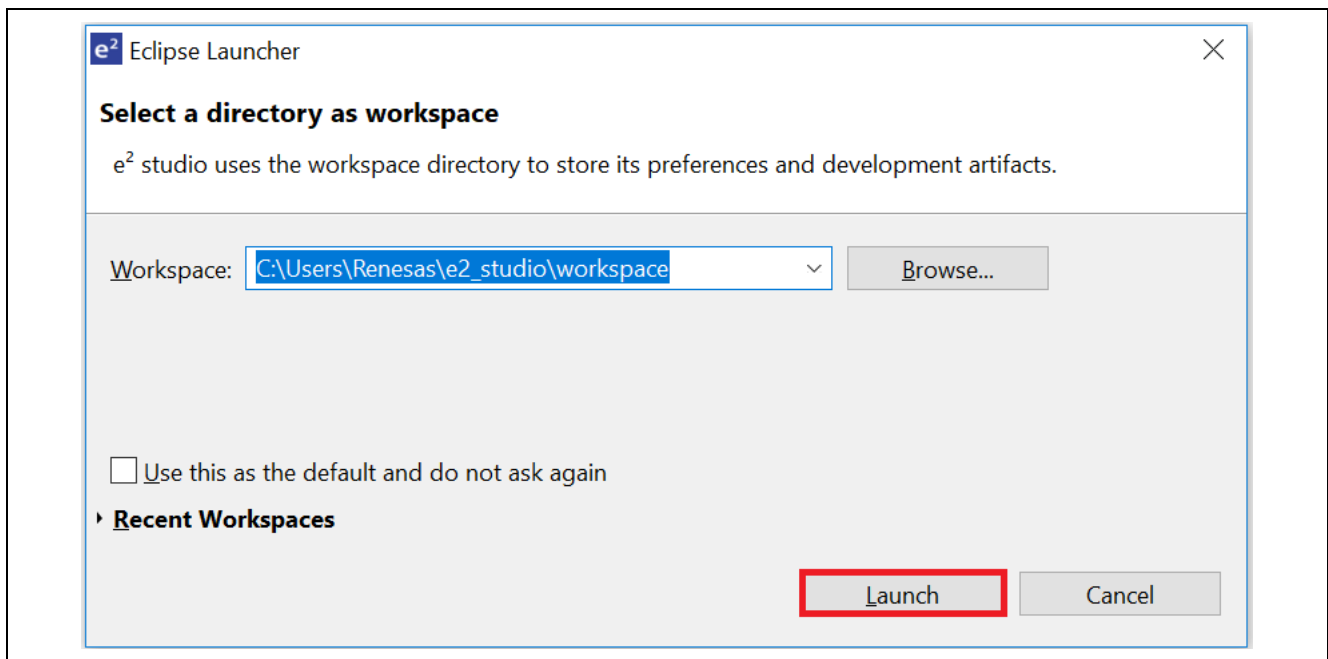 e² Eclipse Launcher
Select a directory as workspace
e² studio uses the workspace directory to store its preferences and development artifacts.
Workspace: C:\Users\Renesas\e2_studio\workspace Browse...
Use this as the default and do not ask again
Recent Workspaces
Launch Cancel